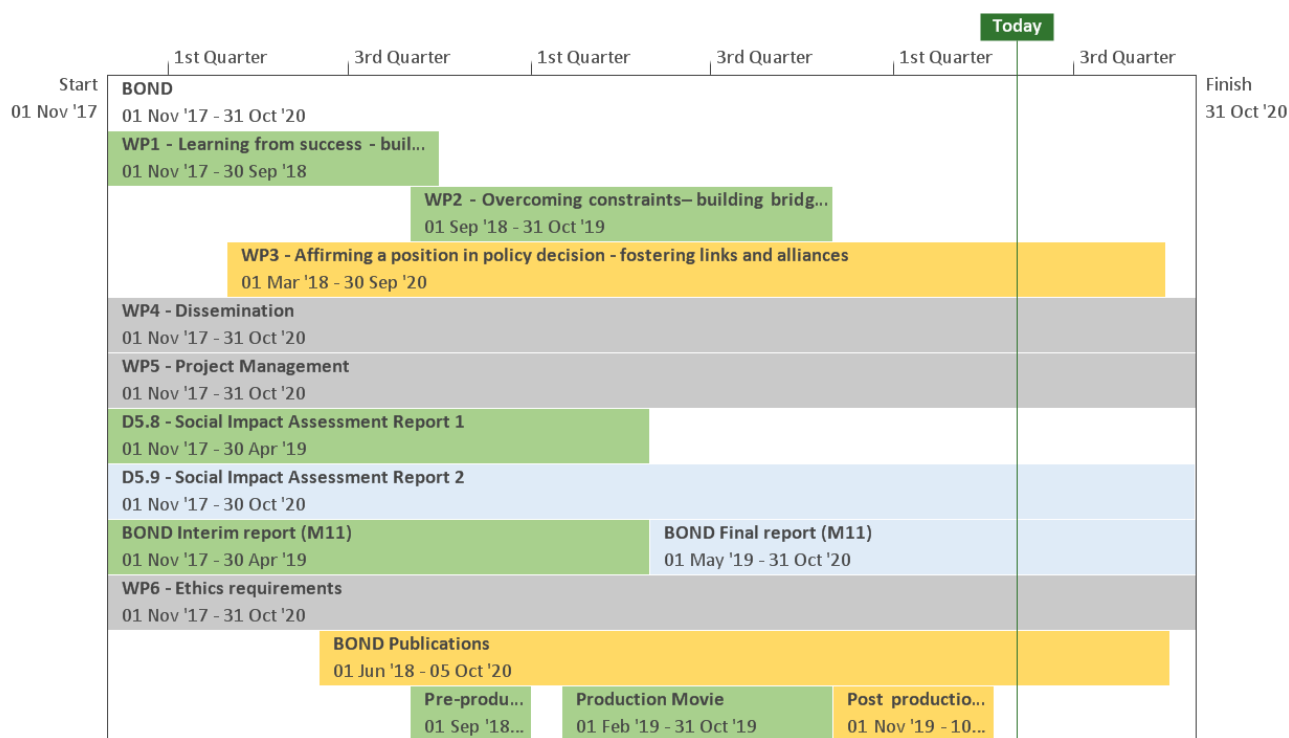 Today
1st Quarter
3rd Quarter
1st Quarter
3rd Quarter
1st Quarter
3rd Quarter
Start
01 Nov '17
Finish
31 Oct '20
BOND
01 Nov '17 - 31 Oct '20
WP1 - Learning from success - buil...
01 Nov '17 - 30 Sep '18
WP2 - Overcoming constraints– building bridg...
01 Sep '18 - 31 Oct '19
WP3 - Affirming a position in policy decision - fostering links and alliances
01 Mar '18 - 30 Sep '20
WP4 - Dissemination
01 Nov '17 - 31 Oct '20
WP5 - Project Management
01 Nov '17 - 31 Oct '20
D5.8 - Social Impact Assessment Report 1
01 Nov '17 - 30 Apr '19
D5.9 - Social Impact Assessment Report 2
01 Nov '17 - 30 Oct '20
BOND Interim report (M11)
01 Nov '17 - 30 Apr '19
BOND Final report (M11)
01 May '19 - 31 Oct '20
WP6 - Ethics requirements
01 Nov '17 - 31 Oct '20
BOND Publications
01 Jun '18 - 05 Oct '20
Pre-produ...
01 Sep '18...
Production Movie
01 Feb '19 - 31 Oct '19
Post productio...
01 Nov '19 - 10...